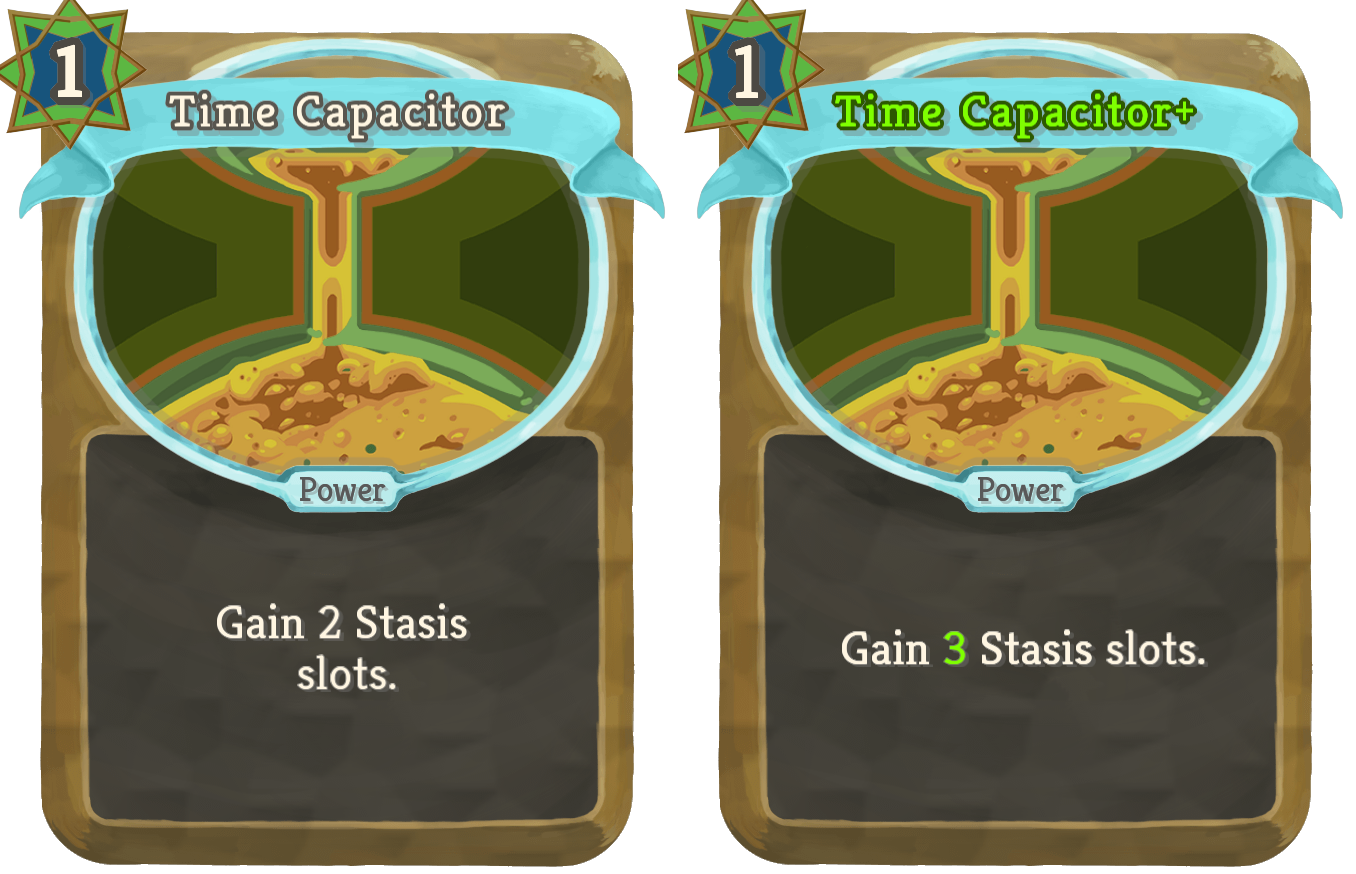 1
Time Capacitor
Power
Gain 2 Stasis
slots.
1
Time Capacitor+
Power
Gain 3 Stasis slots.